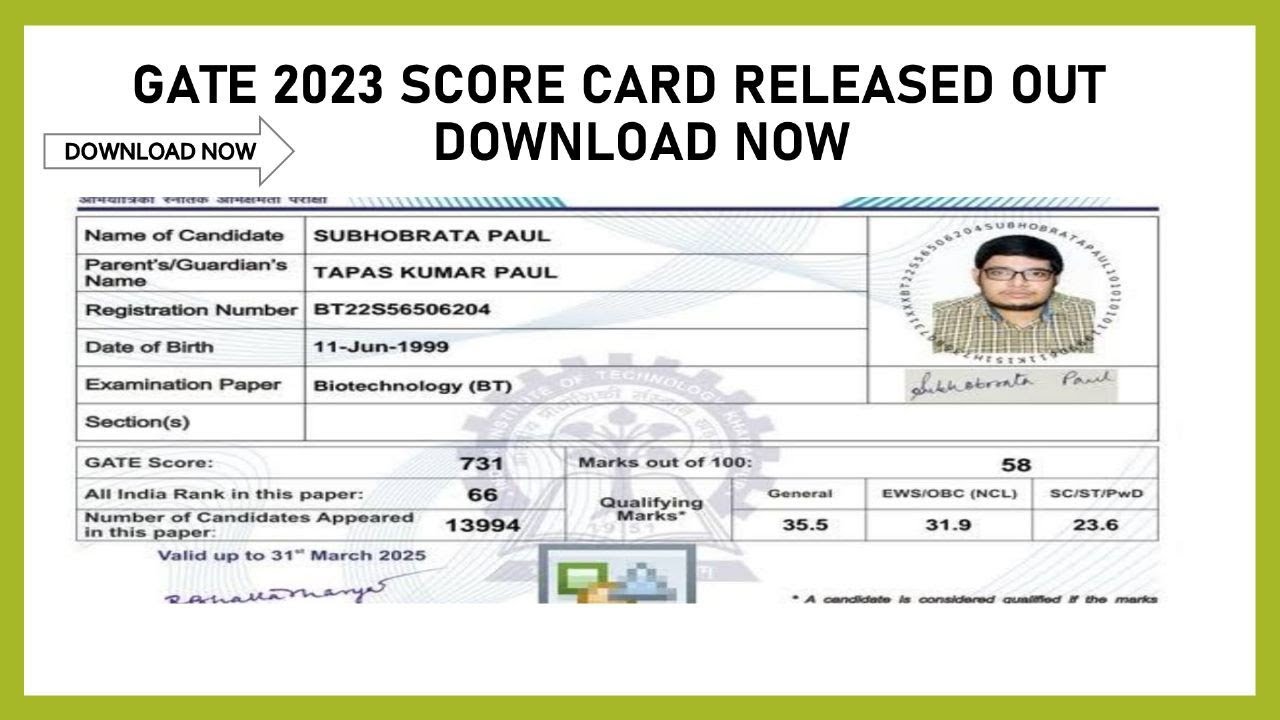 GATE 2023 SCORE CARD RELEASED OUT
DOWNLOAD NOW
DOWNLOAD NOW
अभियांत्रिकी स्नातक अभिक्षमता परीक्षा
Name of Candidate SUBHOBRATA PAUL
Parent's/Guardian's Name TAPAS KUMAR PAUL
Registration Number BT22S56506204
Date of Birth 11-Jun-1999
Examination Paper Biotechnology (BT)
Section(s)
Subhobrata Paul
GATE Score: 731 Marks out of 100: 58
All India Rank in this paper: 66
Number of Candidates Appeared in this paper: 13994
Qualifying Marks*
General EWS/OBC (NCL) SC/ST/PwD
35.5 31.9 23.6
Valid up to 31st March 2025
* A candidate is considered qualified if the marks
INSTITUTE OF TECHNOLOGY
1951